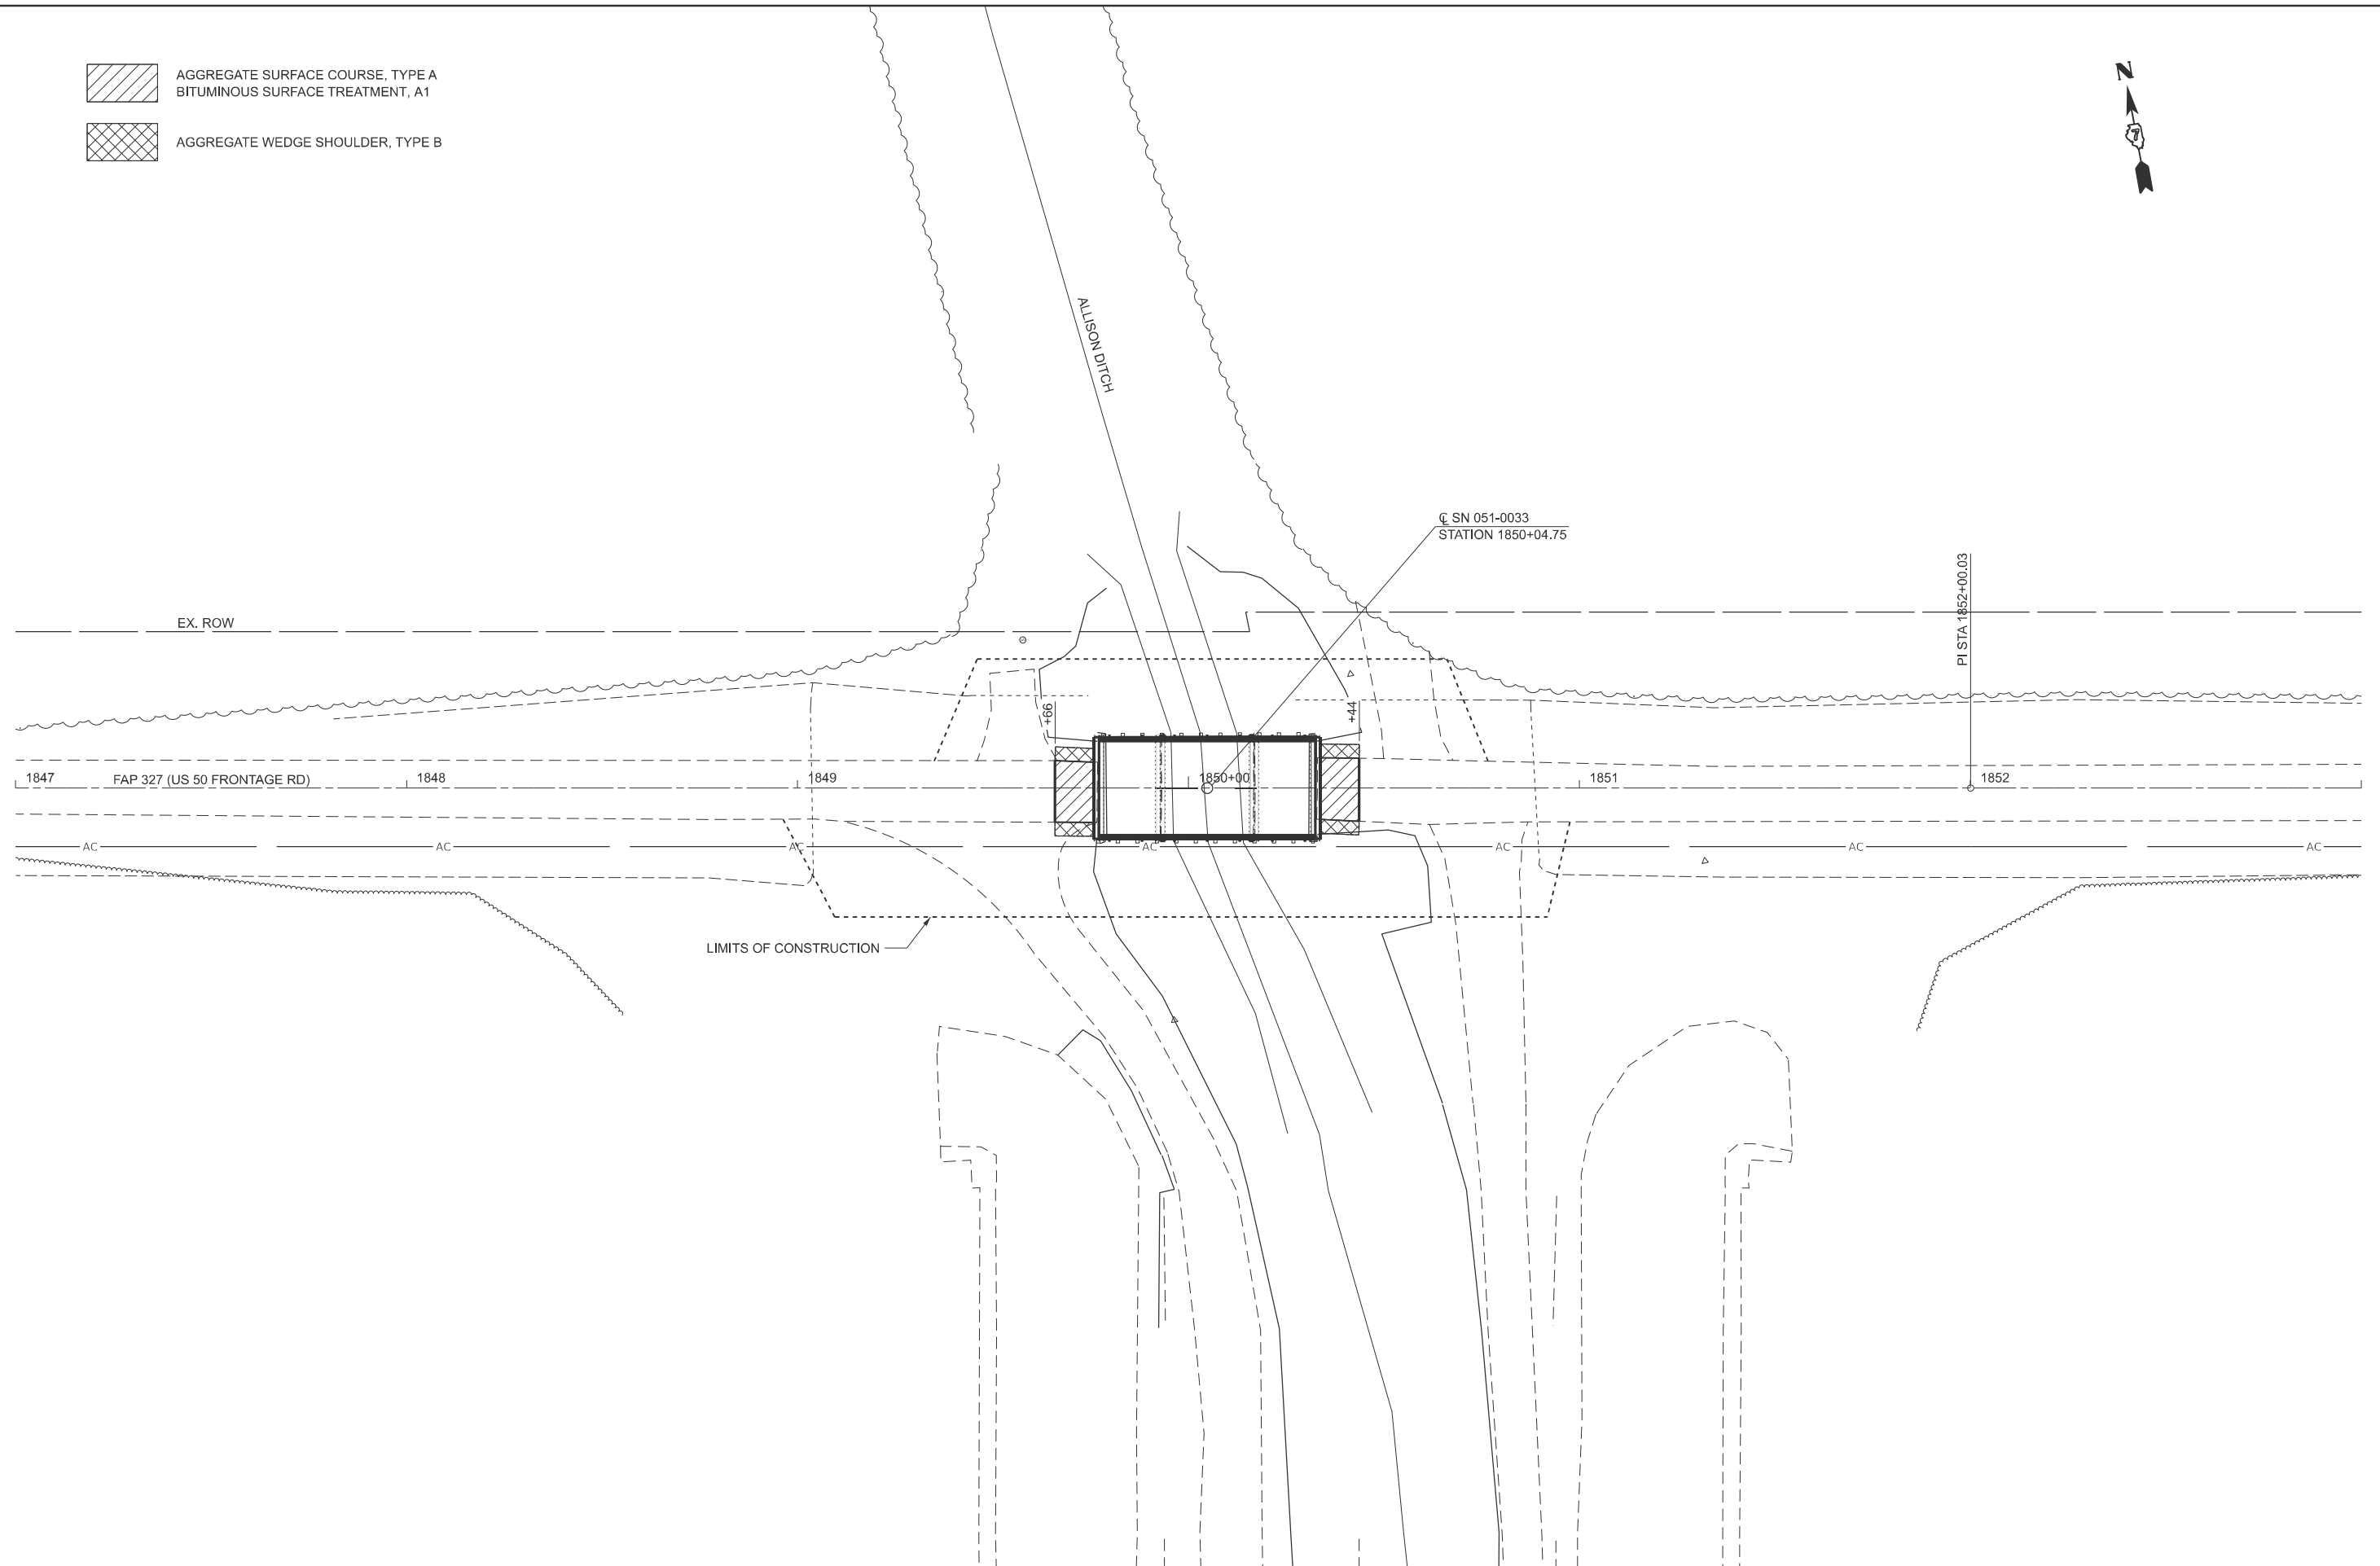 AGGREGATE SURFACE COURSE, TYPE A
BITUMINOUS SURFACE TREATMENT, A1
AGGREGATE WEDGE SHOULDER, TYPE B
N
7
ALLISON DITCH
℄ SN 051-0033
STATION 1850+04.75
PI STA 1852+00.03
EX. ROW
+66
+44
1847
FAP 327 (US 50 FRONTAGE RD)
1848
1849
1850+00
1851
1852
AC
AC
AC
AC
AC
AC
AC
LIMITS OF CONSTRUCTION